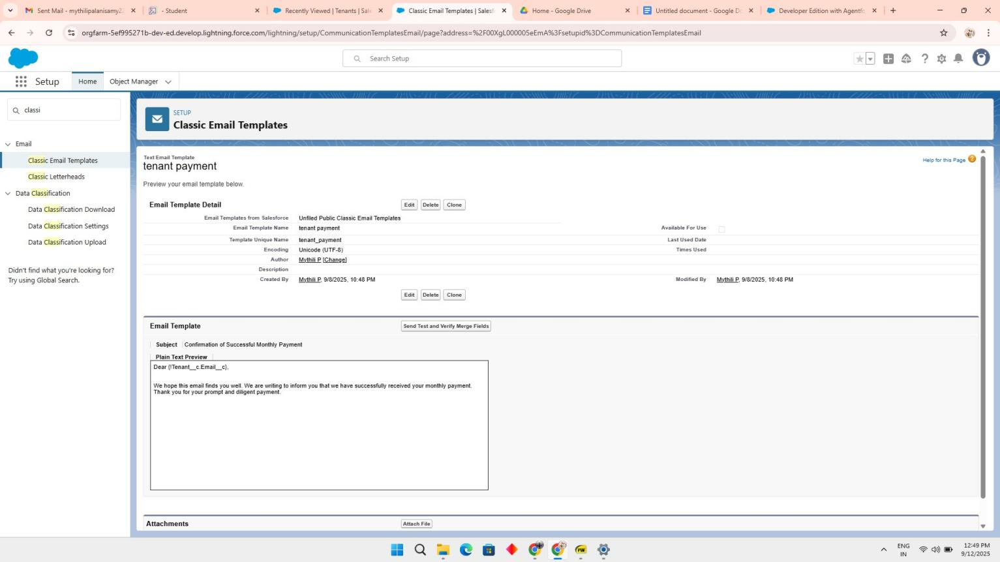 Sent Mail - mythilipalanisamy2
- Student
Recently Viewed | Tenants | Sale
Classic Email Templates | Salesf
Home - Google Drive
Untitled document - Google D
Developer Edition with Agentfo
orgfarm-5ef995271b-dev-ed.develop.lightning.force.com/lightning/setup/CommunicationTemplatesEmail/page?address=%2F00XgL000005eEmA%3Fsetupid%3DCommunicationTemplatesEmail
Search Setup
Setup
Home
Object Manager
classi
Email
Classic Email Templates
Classic Letterheads
Data Classification
Data Classification Download
Data Classification Settings
Data Classification Upload
Didn't find what you're looking for?
Try using Global Search.
SETUP
Classic Email Templates
Text Email Template
tenant payment
Help for this Page
Preview your email template below.
Email Template Detail
Edit Delete Clone
Email Templates from Salesforce Unfiled Public Classic Email Templates
Email Template Name tenant payment Available For Use
Template Unique Name tenant_payment Last Used Date
Encoding Unicode (UTF-8) Times Used
Author Mythili P [Change]
Description
Created By Mythili P, 9/8/2025, 10:48 PM Modified By Mythili P, 9/8/2025, 10:48 PM
Edit Delete Clone
Email Template
Send Test and Verify Merge Fields
Subject Confirmation of Successful Monthly Payment
Plain Text Preview
Dear {!Tenant__c.Email__c},
We hope this email finds you well. We are writing to inform you that we have successfully received your monthly payment.
Thank you for your prompt and diligent payment.
Attachments
Attach File
ENG
IN
12:49 PM
9/12/2025